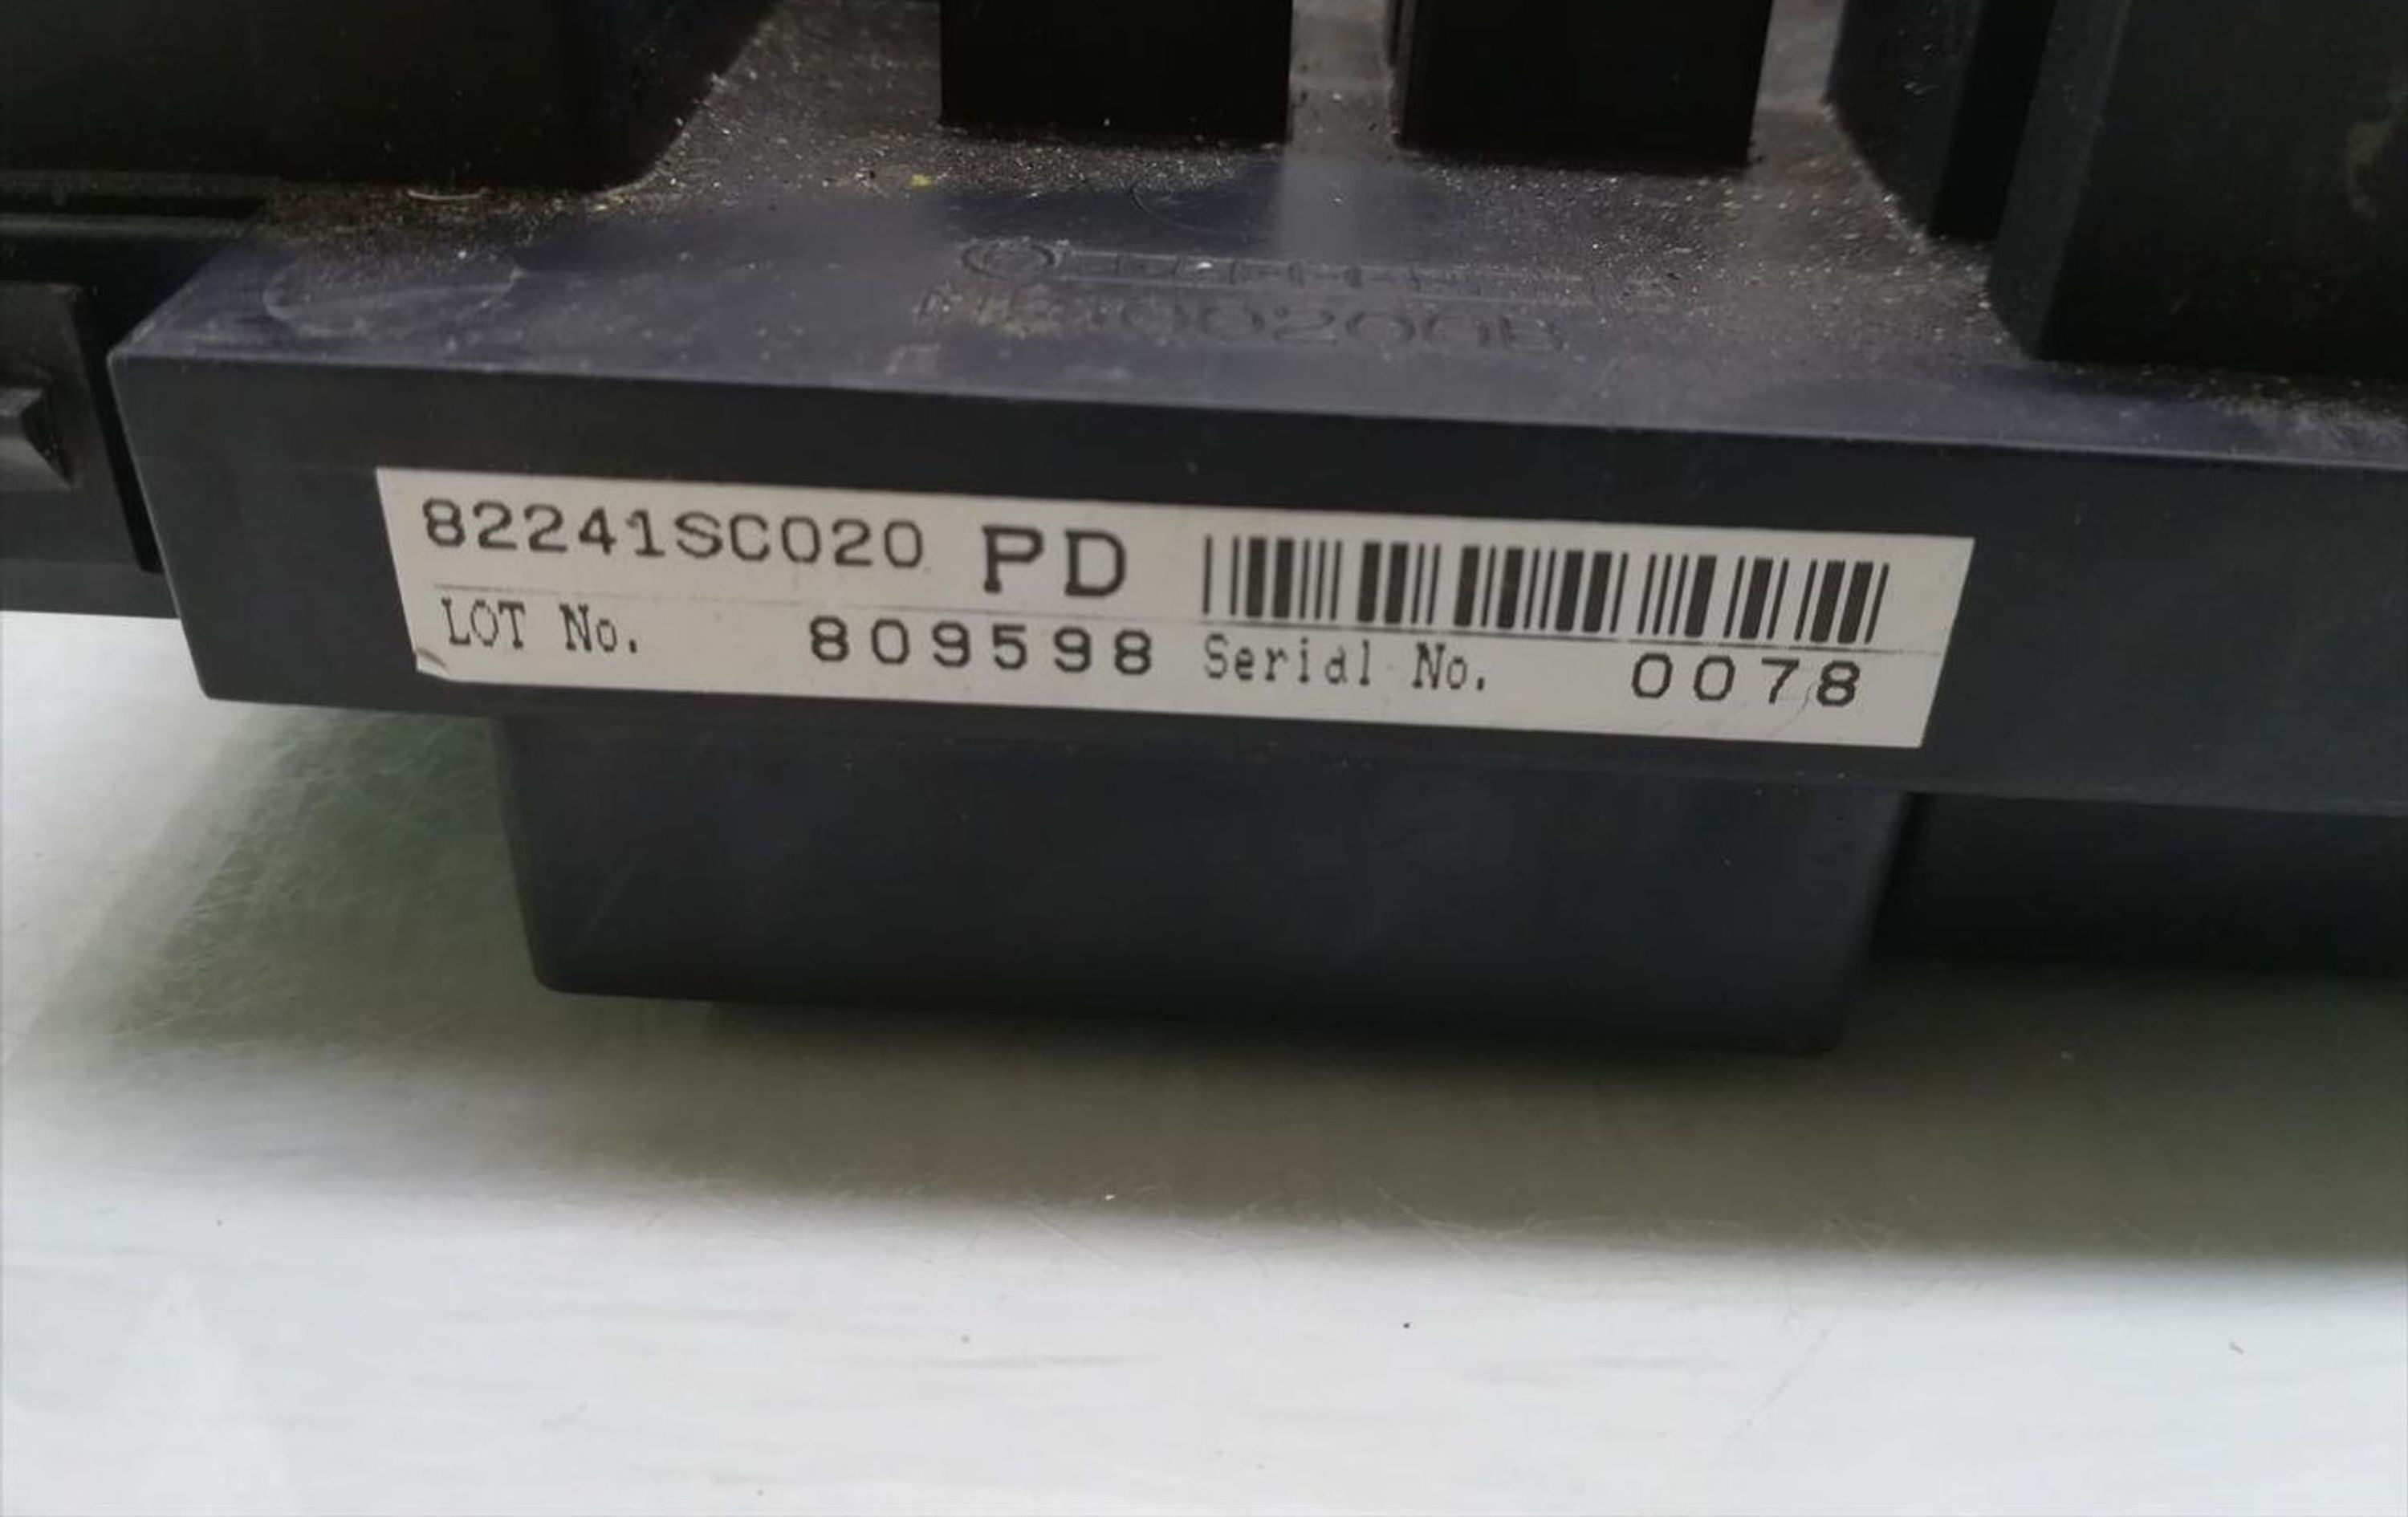 82241SC020 PD
LOT No. 809598 Serial No. 0078